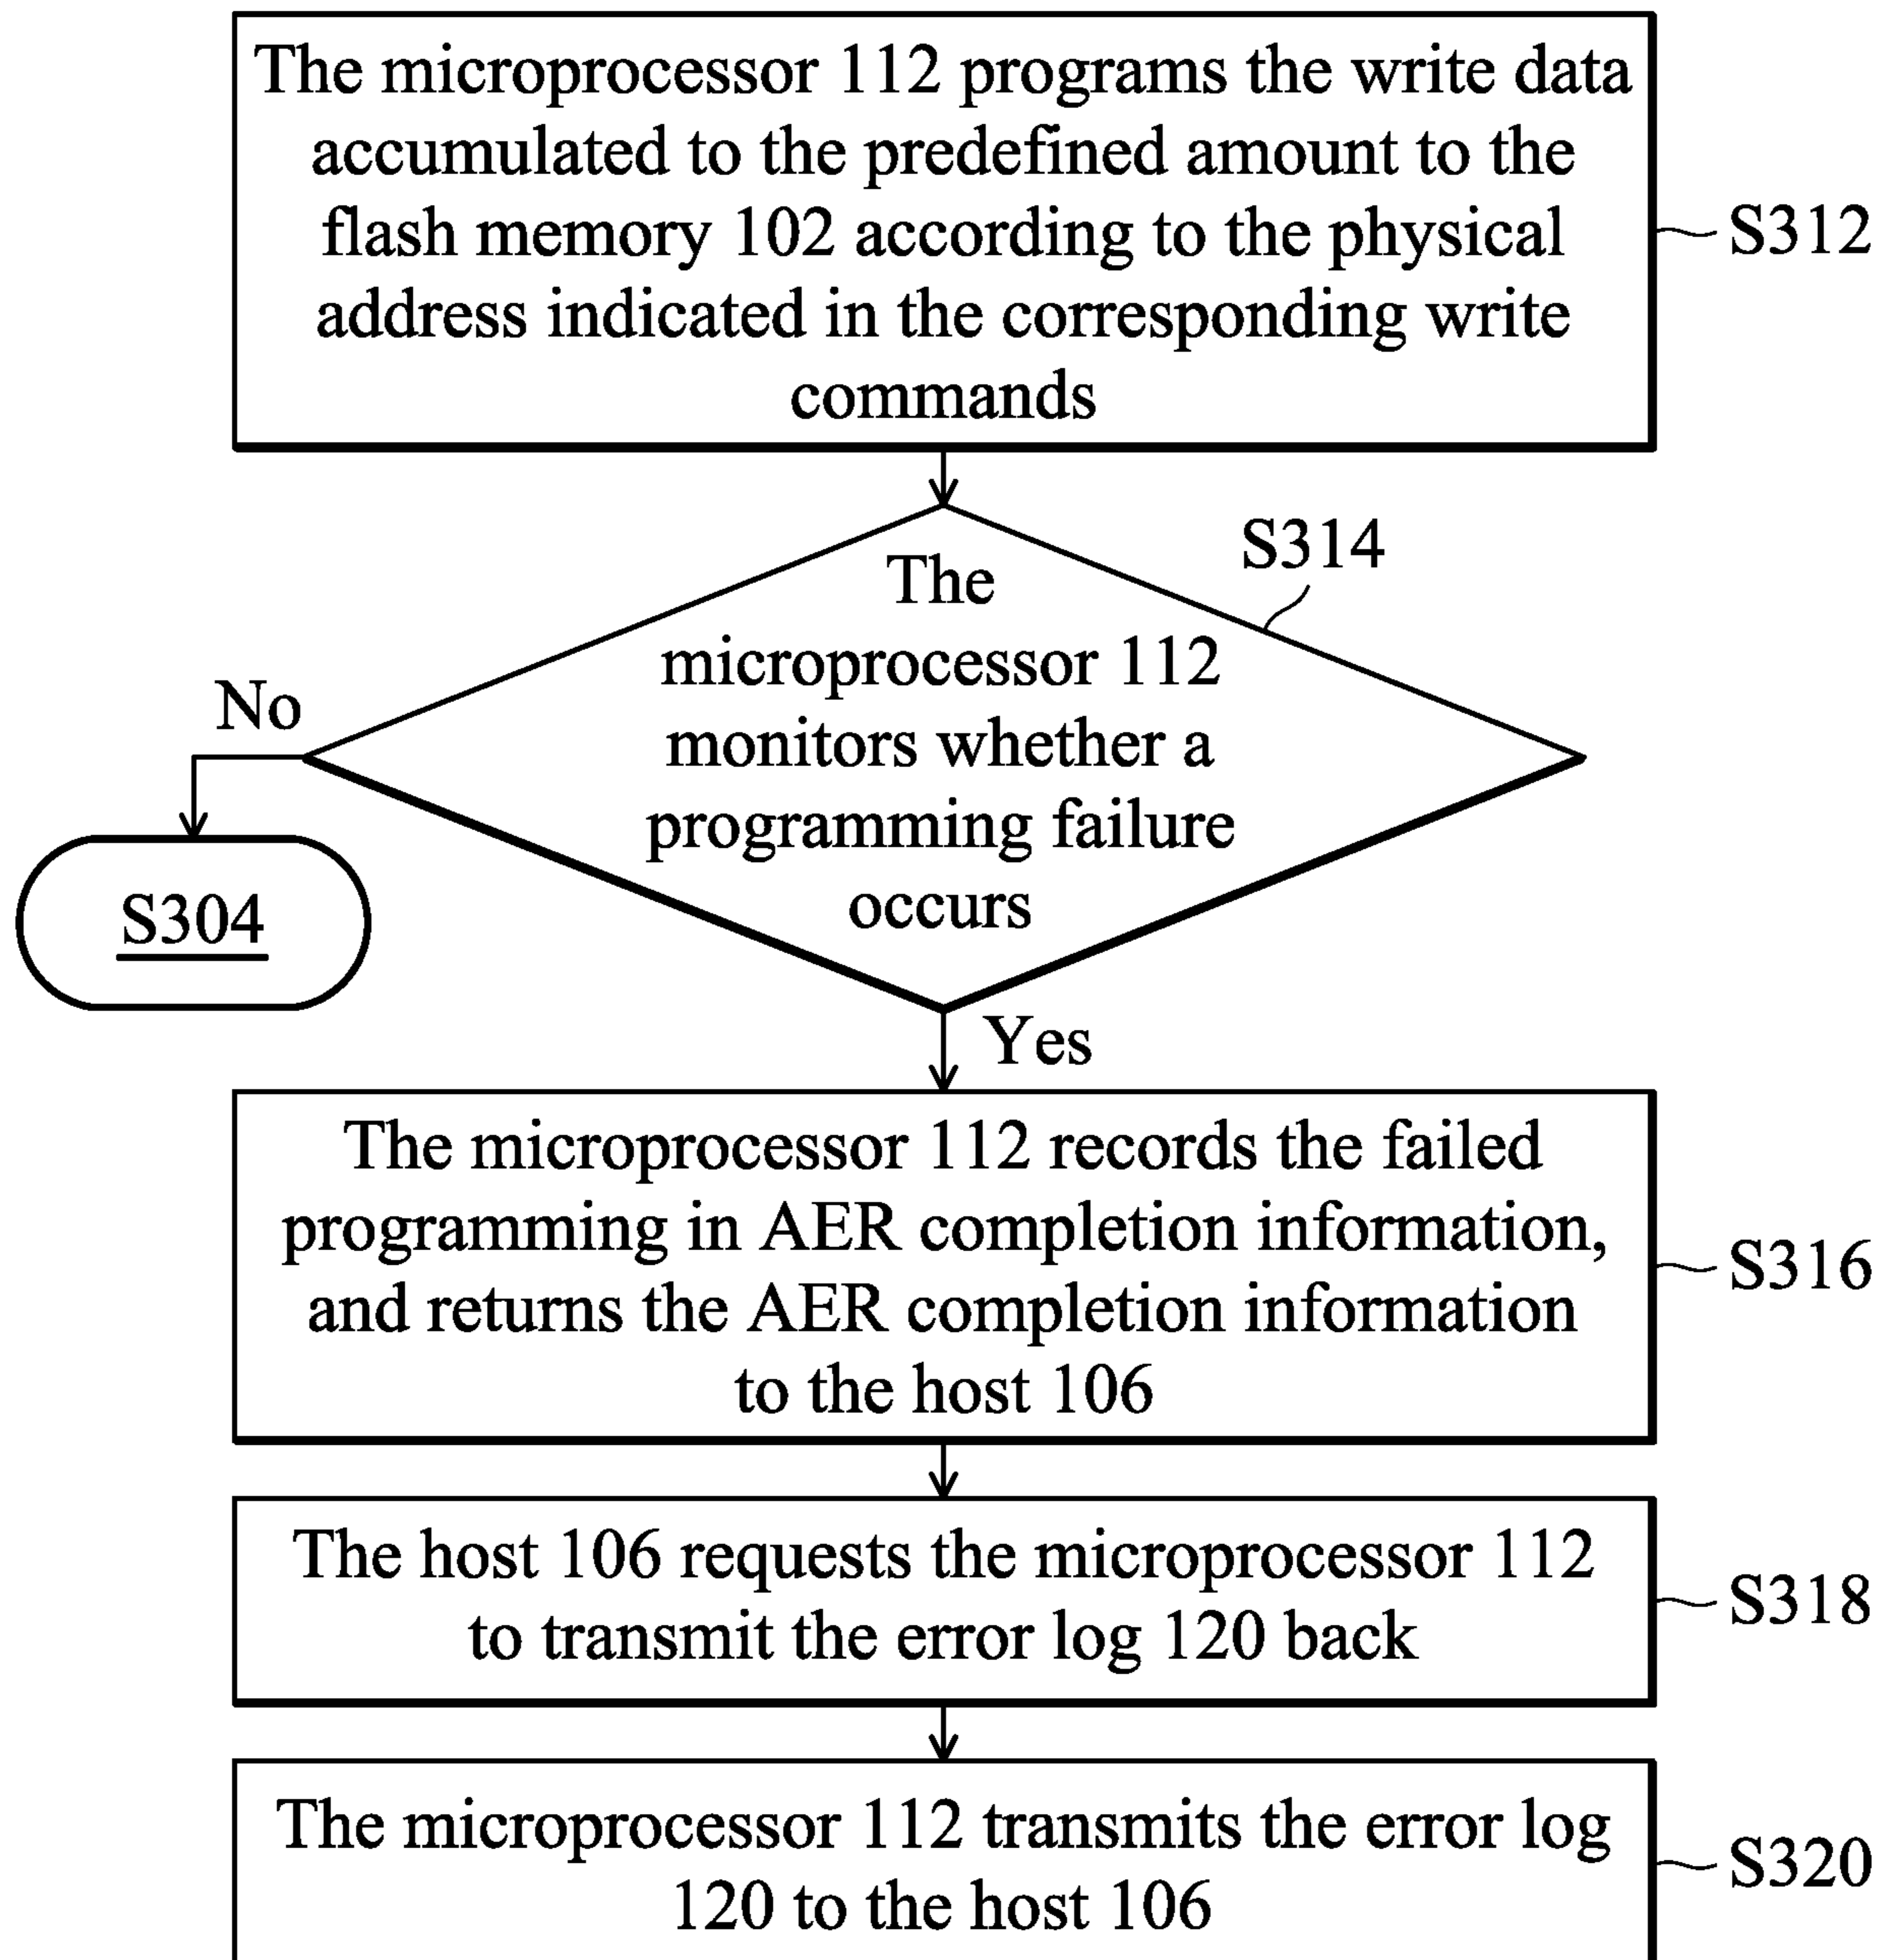 The microprocessor 112 programs the write data
accumulated to the predefined amount to the
flash memory 102 according to the physical
address indicated in the corresponding write
commands
S312
S314
The
microprocessor 112
monitors whether a
programming failure
occurs
No
S304
Yes
The microprocessor 112 records the failed
programming in AER completion information,
and returns the AER completion information
to the host 106
S316
The host 106 requests the microprocessor 112
to transmit the error log 120 back
S318
The microprocessor 112 transmits the error log
120 to the host 106
S320